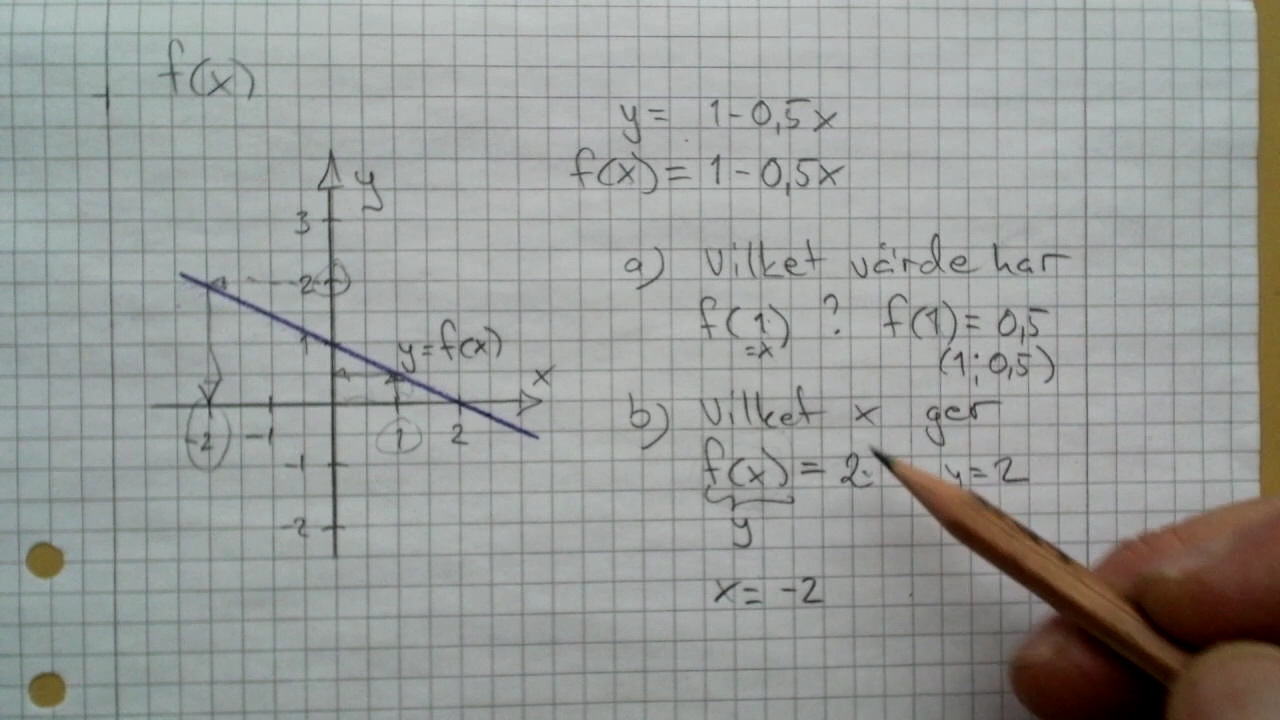 f(x)
y = 1-0,5x
f(x) = 1-0,5x
y
3
2
1
y=f(x)
x
-2 -1 1 2
-1
-2
a) Vilket värde har
f(1) ? f(1) = 0,5
=x (1; 0,5)
b) Vilket x ger
f(x) = 2. y = 2
y
x = -2